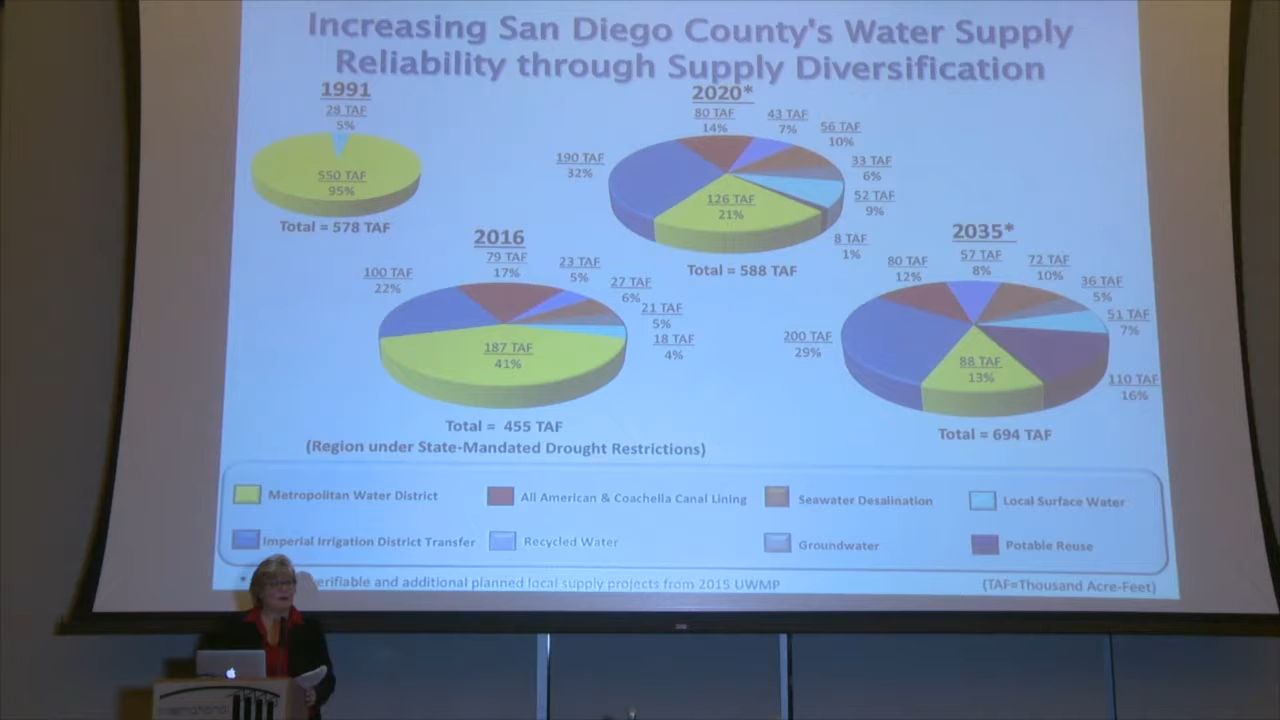 Increasing San Diego County's Water Supply
Reliability through Supply Diversification
1991
28 TAF
5%
550 TAF
95%
Total = 578 TAF
2020*
80 TAF
14%
43 TAF
7%
56 TAF
10%
33 TAF
6%
52 TAF
9%
8 TAF
1%
190 TAF
32%
126 TAF
21%
Total = 588 TAF
2016
79 TAF
17%
23 TAF
5%
27 TAF
6%
21 TAF
5%
18 TAF
4%
100 TAF
22%
187 TAF
41%
Total = 455 TAF
(Region under State-Mandated Drought Restrictions)
2035*
80 TAF
12%
57 TAF
8%
72 TAF
10%
36 TAF
5%
51 TAF
7%
110 TAF
16%
200 TAF
29%
88 TAF
13%
Total = 694 TAF
Metropolitan Water District
All American & Coachella Canal Lining
Seawater Desalination
Local Surface Water
Imperial Irrigation District Transfer
Recycled Water
Groundwater
Potable Reuse
* verifiable and additional planned local supply projects from 2015 UWMP
(TAF=Thousand Acre-Feet)